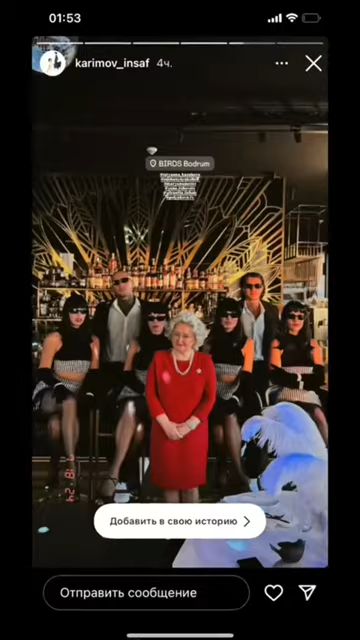 01:53
karimov_insaf 4ч.
BIRDS Bodrum
Добавить в свою историю
Отправить сообщение